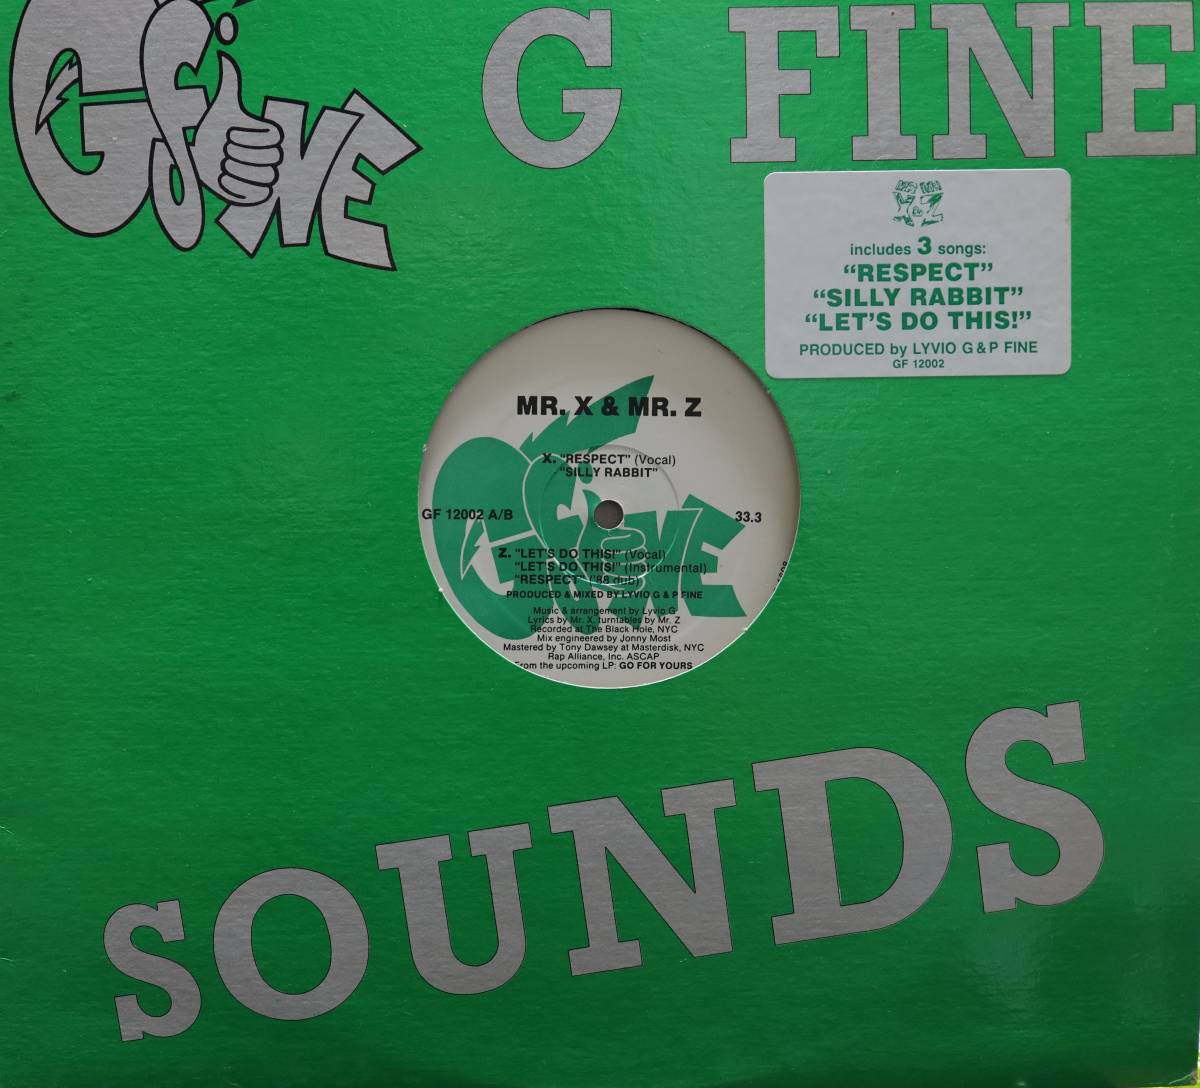 G FINE
G FINE
MR. X & MR. Z
includes 3 songs:
"RESPECT"
"SILLY RABBIT"
"LET'S DO THIS!"
PRODUCED by LYVIO G & P FINE
GF 12002
MR. X & MR. Z
X. "RESPECT" (Vocal)
"SILLY RABBIT"
GF 12002 A/B
33.3
Z. "LET'S DO THIS!" (Vocal)
"LET'S DO THIS!" (Instrumental)
"RESPECT" ('88 dub)
PRODUCED & MIXED BY LYVIO G & P FINE
Music & arrangement by Lyvio G
Lyrics by Mr. X, turntables by Mr. Z
Recorded at The Black Hole, NYC
Mix engineered by Jonny Most
Mastered by Tony Dawsey at Masterdisk, NYC
Rap Alliance, Inc. ASCAP
From the upcoming LP: GO FOR YOURS
G FINE
SOUNDS